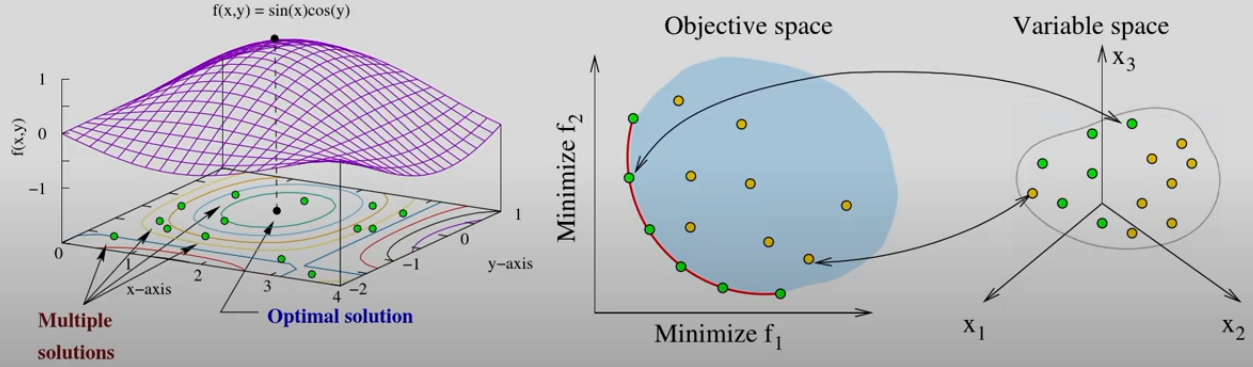 f(x,y) = sin(x)cos(y)
f(x,y)
1
0
−1
0
1
2
3
4
x−axis
−2
−1
0
1
y−axis
Multiple
solutions
Optimal solution
Objective space
Minimize f2
Minimize f1
Variable space
x3
x1
x2